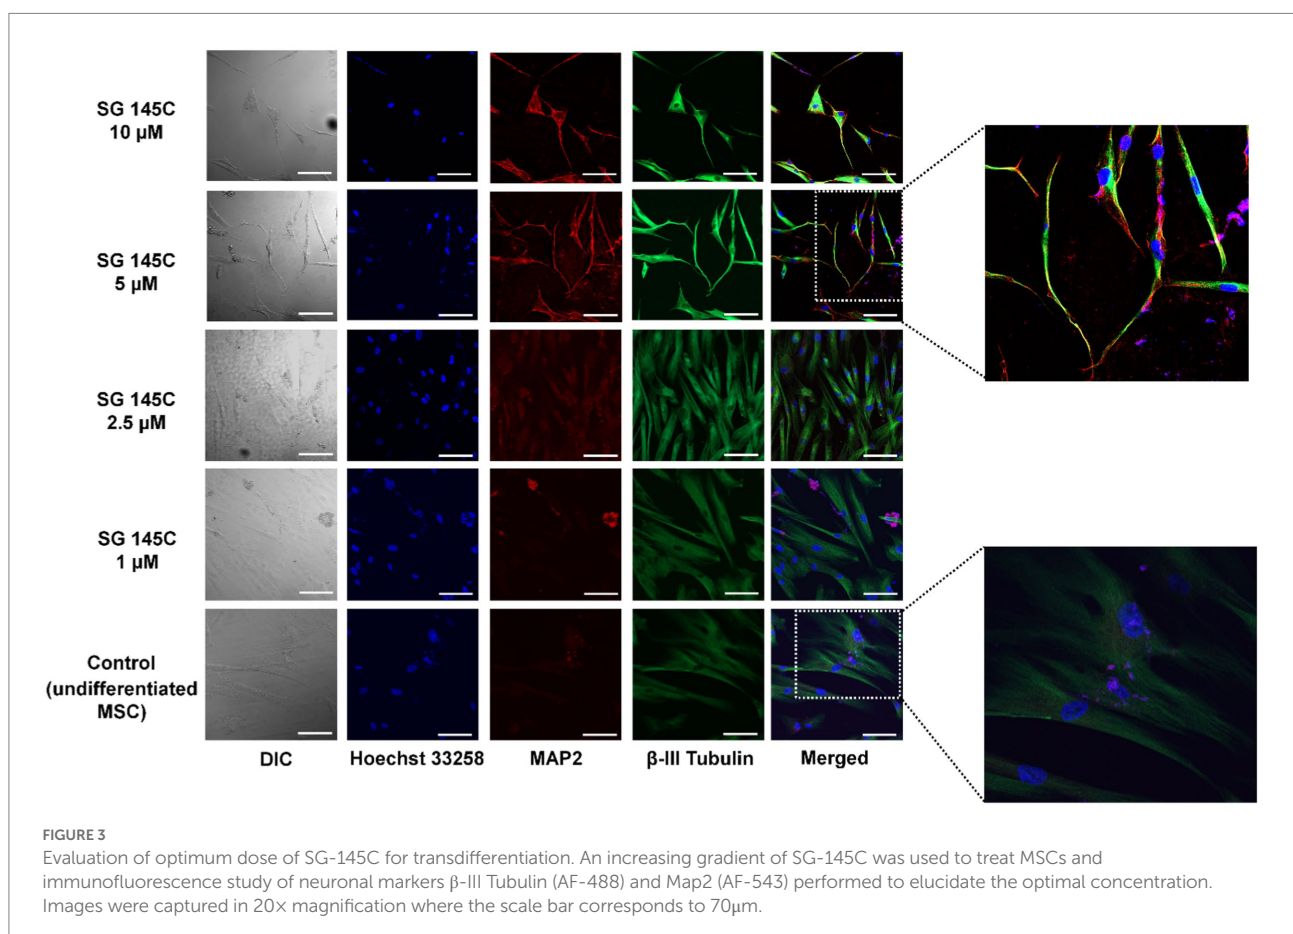 SG 145C
10 µM
SG 145C
5 µM
SG 145C
2.5 µM
SG 145C
1 µM
Control
(undifferentiated
MSC)
DIC
Hoechst 33258
MAP2
β-III Tubulin
Merged
FIGURE 3
Evaluation of optimum dose of SG-145C for transdifferentiation. An increasing gradient of SG-145C was used to treat MSCs and
immunofluorescence study of neuronal markers β-III Tubulin (AF-488) and Map2 (AF-543) performed to elucidate the optimal concentration.
Images were captured in 20× magnification where the scale bar corresponds to 70µm.